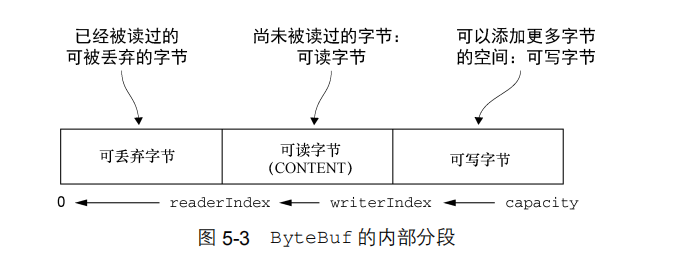 已经被读过的
可被丢弃的字节
尚未被读过的字节：
可读字节
可以添加更多字节
的空间：可写字节
可丢弃字节
可读字节
(CONTENT)
可写字节
0 readerIndex writerIndex capacity
图 5-3 ByteBuf 的内部分段